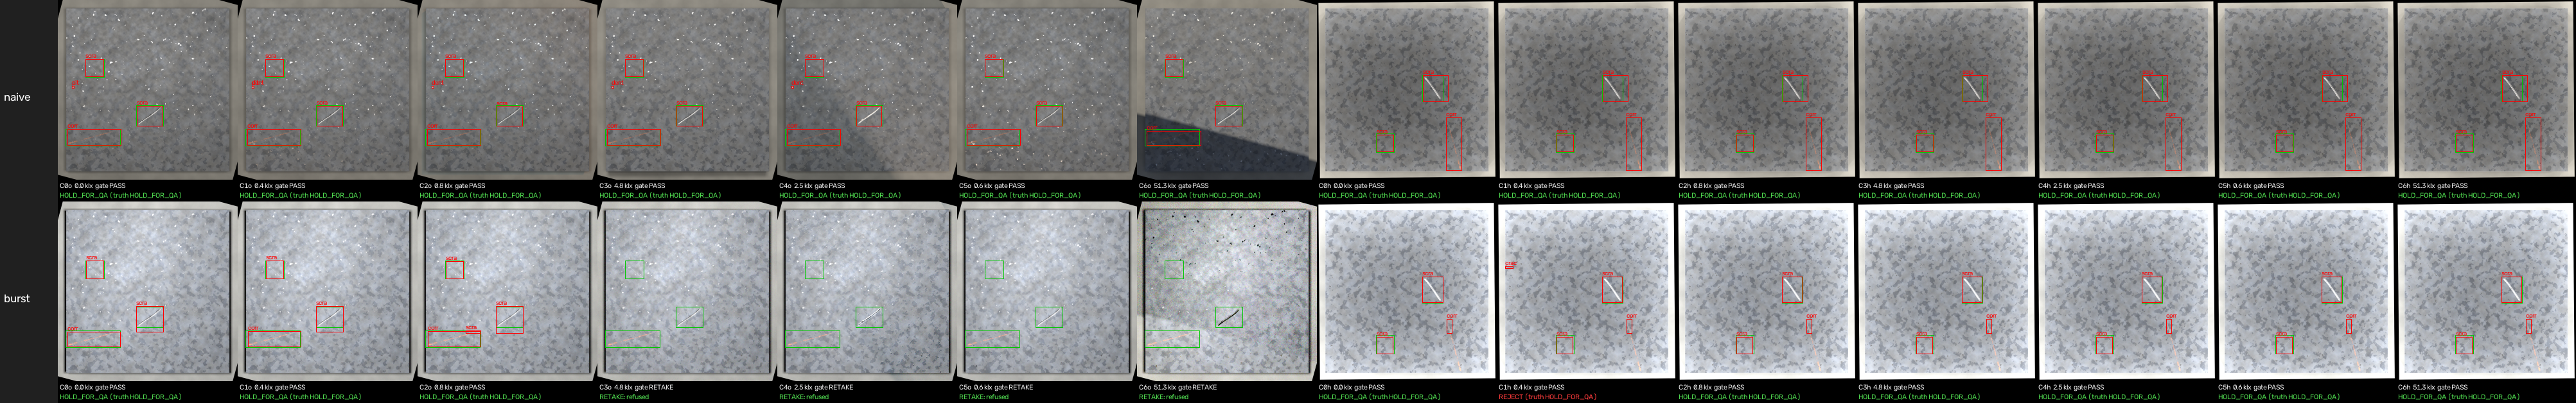 naive
C0o 0.0 klx gate PASS
HOLD_FOR_QA (truth HOLD_FOR_QA)
C1o 0.4 klx gate PASS
HOLD_FOR_QA (truth HOLD_FOR_QA)
C2o 0.8 klx gate PASS
HOLD_FOR_QA (truth HOLD_FOR_QA)
C3o 4.8 klx gate PASS
HOLD_FOR_QA (truth HOLD_FOR_QA)
C4o 2.5 klx gate PASS
HOLD_FOR_QA (truth HOLD_FOR_QA)
C5o 0.6 klx gate PASS
HOLD_FOR_QA (truth HOLD_FOR_QA)
C6o 51.3 klx gate PASS
HOLD_FOR_QA (truth HOLD_FOR_QA)
C0h 0.0 klx gate PASS
HOLD_FOR_QA (truth HOLD_FOR_QA)
C1h 0.4 klx gate PASS
HOLD_FOR_QA (truth HOLD_FOR_QA)
C2h 0.8 klx gate PASS
HOLD_FOR_QA (truth HOLD_FOR_QA)
C3h 4.8 klx gate PASS
HOLD_FOR_QA (truth HOLD_FOR_QA)
C4h 2.5 klx gate PASS
HOLD_FOR_QA (truth HOLD_FOR_QA)
C5h 0.6 klx gate PASS
HOLD_FOR_QA (truth HOLD_FOR_QA)
C6h 51.3 klx gate PASS
HOLD_FOR_QA (truth HOLD_FOR_QA)
burst
C0o 0.0 klx gate PASS
HOLD_FOR_QA (truth HOLD_FOR_QA)
C1o 0.4 klx gate PASS
HOLD_FOR_QA (truth HOLD_FOR_QA)
C2o 0.8 klx gate PASS
HOLD_FOR_QA (truth HOLD_FOR_QA)
C3o 4.8 klx gate RETAKE
RETAKE: refused
C4o 2.5 klx gate RETAKE
RETAKE: refused
C5o 0.6 klx gate RETAKE
RETAKE: refused
C6o 51.3 klx gate RETAKE
RETAKE: refused
C0h 0.0 klx gate PASS
HOLD_FOR_QA (truth HOLD_FOR_QA)
C1h 0.4 klx gate PASS
REJECT (truth HOLD_FOR_QA)
C2h 0.8 klx gate PASS
HOLD_FOR_QA (truth HOLD_FOR_QA)
C3h 4.8 klx gate PASS
HOLD_FOR_QA (truth HOLD_FOR_QA)
C4h 2.5 klx gate PASS
HOLD_FOR_QA (truth HOLD_FOR_QA)
C5h 0.6 klx gate PASS
HOLD_FOR_QA (truth HOLD_FOR_QA)
C6h 51.3 klx gate PASS
HOLD_FOR_QA (truth HOLD_FOR_QA)